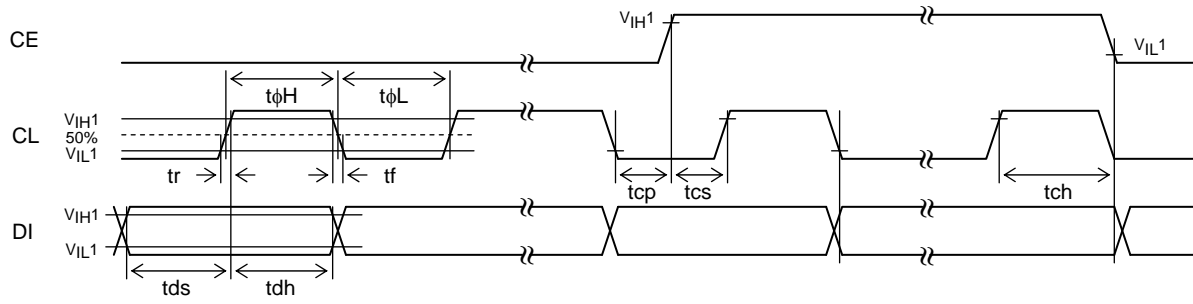 VIH1
CE
VIL1
tϕH
tϕL
VIH1
CL
50%
VIL1
tr
tf
tcp
tcs
tch
VIH1
DI
VIL1
tds
tdh